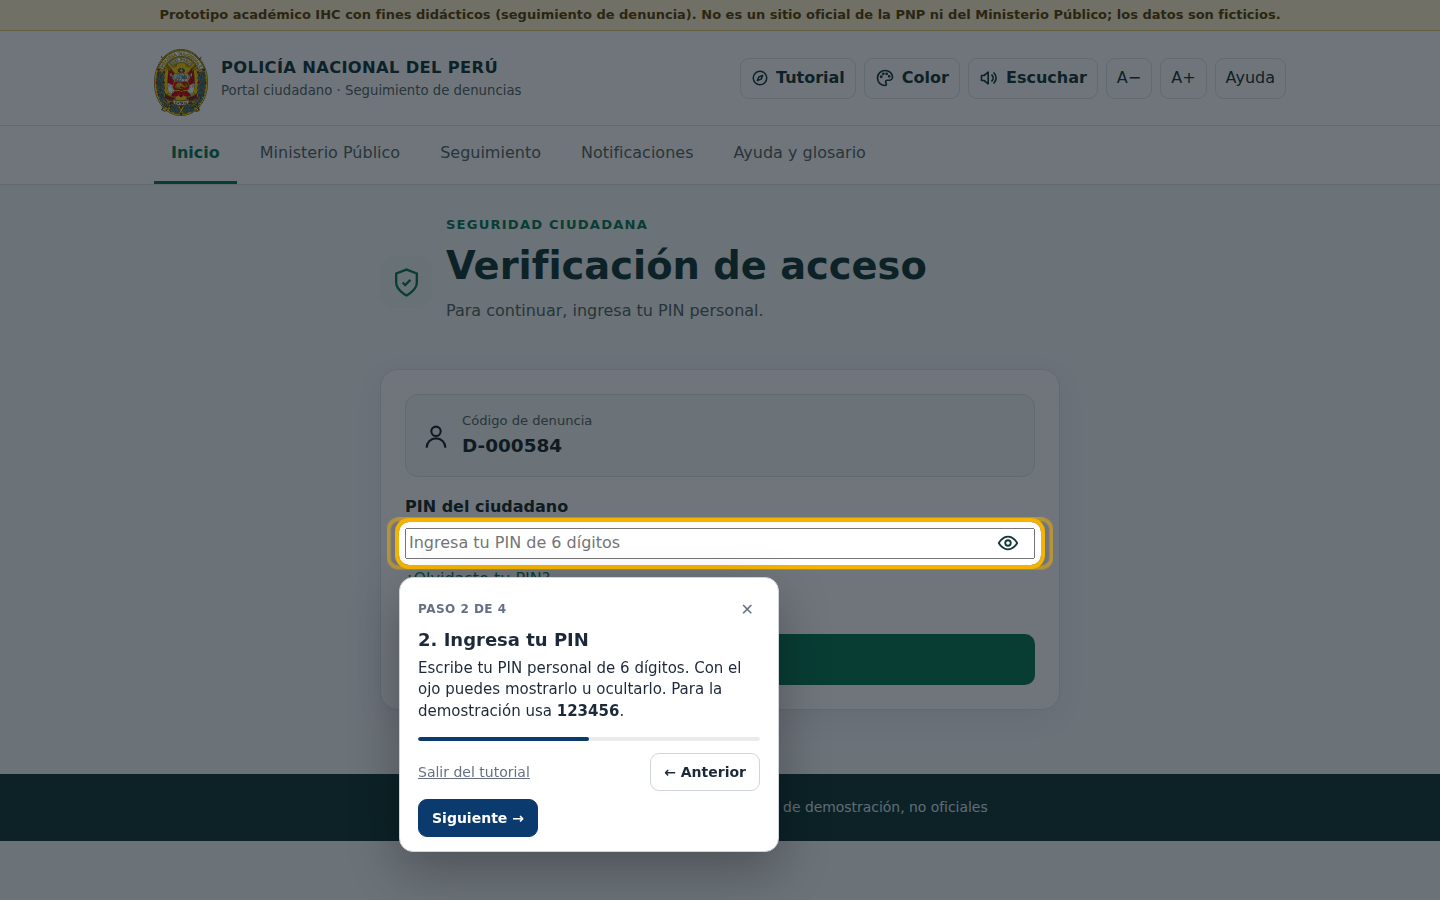 Prototipo académico IHC con fines didácticos (seguimiento de denuncia). No es un sitio oficial de la PNP ni del Ministerio Público; los datos son ficticios.
POLICÍA NACIONAL DEL PERÚ
Portal ciudadano · Seguimiento de denuncias
Tutorial
Color
Escuchar
A−
A+
Ayuda
Inicio
Ministerio Público
Seguimiento
Notificaciones
Ayuda y glosario
SEGURIDAD CIUDADANA
Verificación de acceso
Para continuar, ingresa tu PIN personal.
Código de denuncia
D-000584
PIN del ciudadano
Ingresa tu PIN de 6 dígitos
¿Olvidaste tu PIN?
PASO 2 DE 4
✕
2. Ingresa tu PIN
Escribe tu PIN personal de 6 dígitos. Con el
ojo puedes mostrarlo u ocultarlo. Para la
demostración usa 123456.
Salir del tutorial
← Anterior
Siguiente →
de demostración, no oficiales